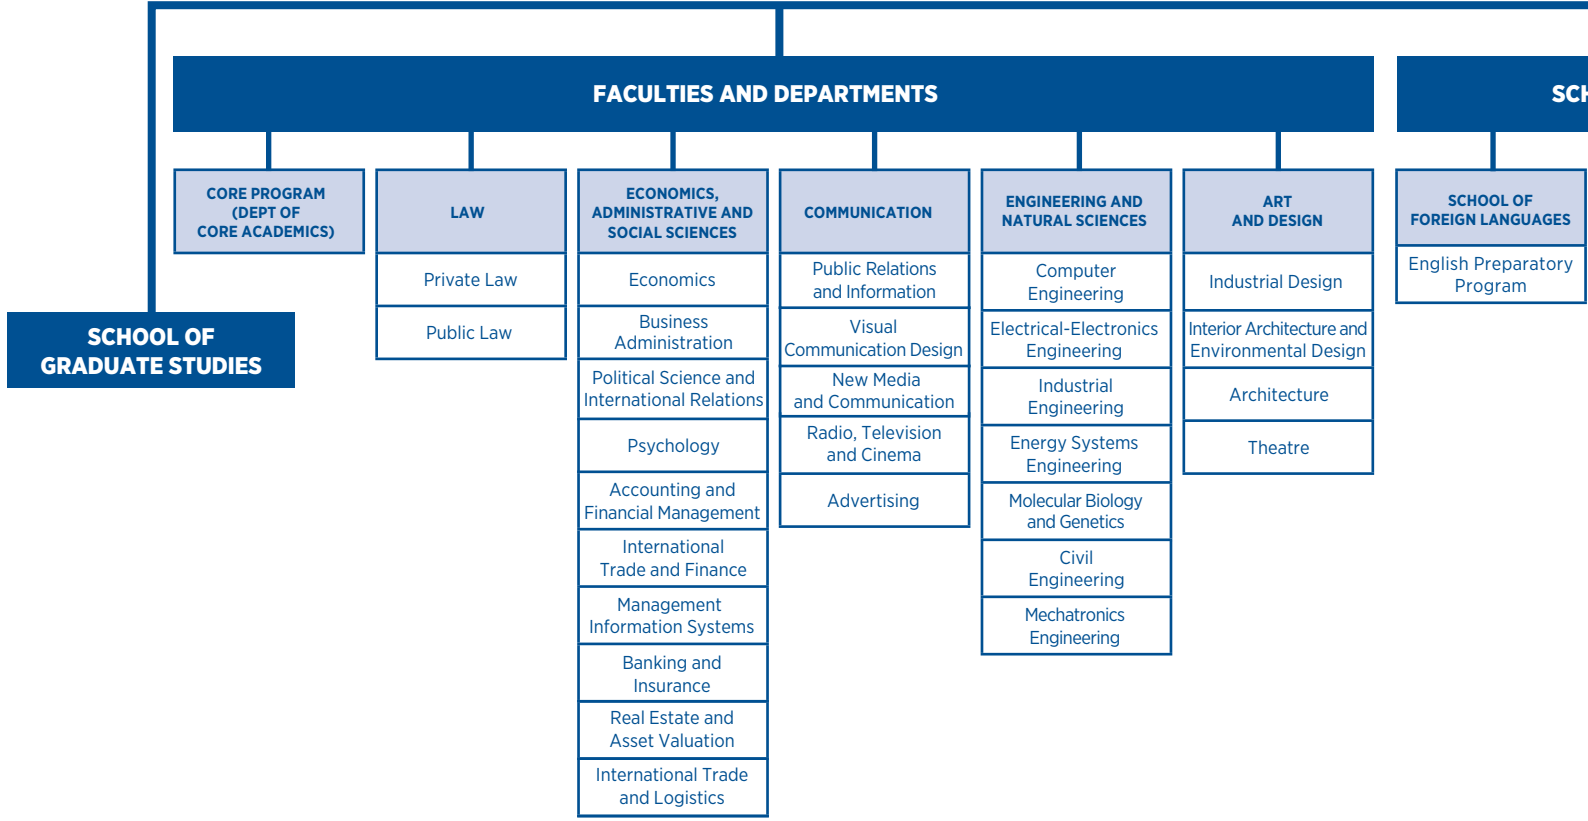 FACULTIES AND DEPARTMENTS
CORE PROGRAM
(DEPT OF
CORE ACADEMICS)
LAW
Private Law
Public Law
ECONOMICS,
ADMINISTRATIVE AND
SOCIAL SCIENCES
Economics
Business
Administration
Political Science and
International Relations
Psychology
Accounting and
Financial Management
International
Trade and Finance
Management
Information Systems
Banking and
Insurance
Real Estate and
Asset Valuation
International Trade
and Logistics
COMMUNICATION
Public Relations
and Information
Visual
Communication Design
New Media
and Communication
Radio, Television
and Cinema
Advertising
ENGINEERING AND
NATURAL SCIENCES
Computer
Engineering
Electrical-Electronics
Engineering
Industrial
Engineering
Energy Systems
Engineering
Molecular Biology
and Genetics
Civil
Engineering
Mechatronics
Engineering
ART
AND DESIGN
Industrial Design
Interior Architecture and
Environmental Design
Architecture
Theatre
SCHOOL OF
FOREIGN LANGUAGES
English Preparatory
Program
SCHOOL OF
GRADUATE STUDIES